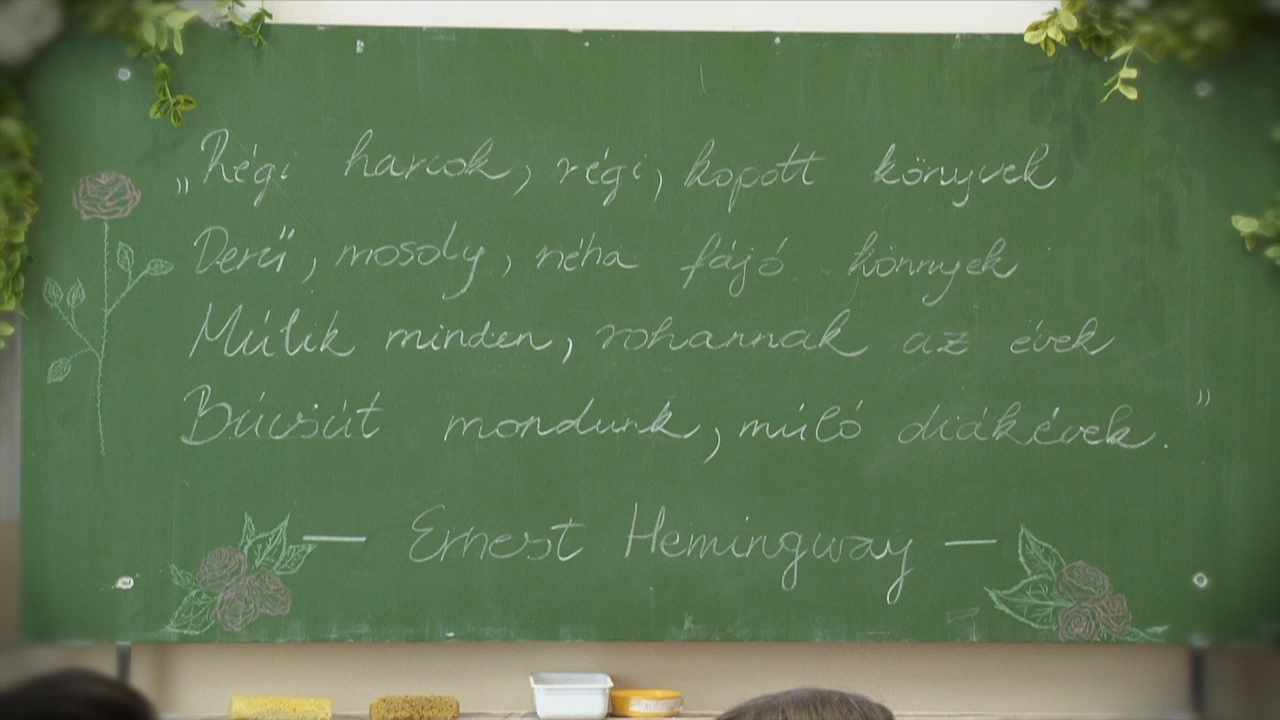 „Régi harcok, régi, kopott könyvek
Derű, mosoly, néha fájó könnyek
Múlik minden, rohannak az évek
Búcsút mondunk, múló diákévek.”
— Ernest Hemingway —